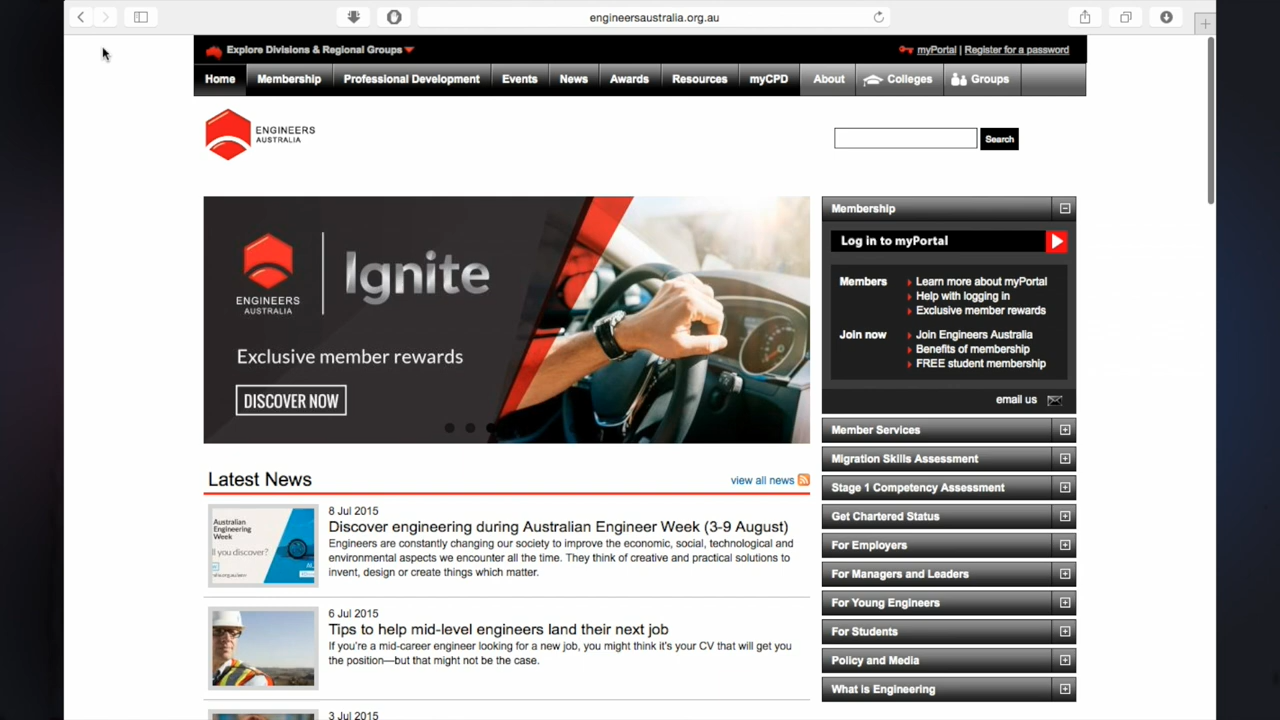 engineersaustralia.org.au
Explore Divisions & Regional Groups
myPortal | Register for a password
Home Membership Professional Development Events News Awards Resources myCPD About Colleges Groups
ENGINEERS
AUSTRALIA
Search
ENGINEERS
AUSTRALIA
Ignite
Exclusive member rewards
DISCOVER NOW
Membership
Log in to myPortal
Members
Learn more about myPortal
Help with logging in
Exclusive member rewards
Join now
Join Engineers Australia
Benefits of membership
FREE student membership
email us
Member Services
Migration Skills Assessment
Stage 1 Competency Assessment
Get Chartered Status
For Employers
For Managers and Leaders
For Young Engineers
For Students
Policy and Media
What is Engineering
Latest News
view all news
Australian
Engineering
Week
ll you discover?
8 Jul 2015
Discover engineering during Australian Engineer Week (3-9 August)
Engineers are constantly changing our society to improve the economic, social, technological and
environmental aspects we encounter all the time. They think of creative and practical solutions to
invent, design or create things which matter.
6 Jul 2015
Tips to help mid-level engineers land their next job
If you're a mid-career engineer looking for a new job, you might think it's your CV that will get you
the position—but that might not be the case.
3 Jul 2015